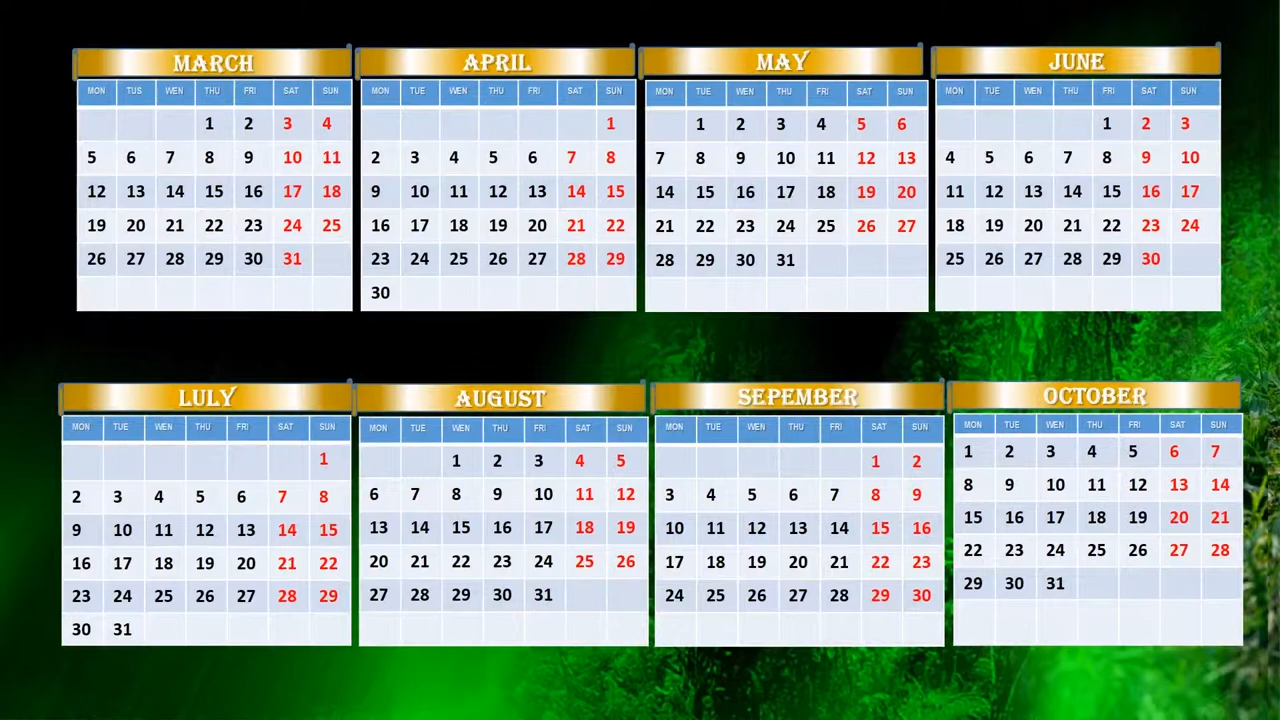 MARCH
MON TUS WEN THU FRI SAT SUN
1 2 3 4
5 6 7 8 9 10 11
12 13 14 15 16 17 18
19 20 21 22 23 24 25
26 27 28 29 30 31
APRIL
MON TUE WEN THU FRI SAT SUN
1
2 3 4 5 6 7 8
9 10 11 12 13 14 15
16 17 18 19 20 21 22
23 24 25 26 27 28 29
30
MAY
MON TUE WEN THU FRI SAT SUN
1 2 3 4 5 6
7 8 9 10 11 12 13
14 15 16 17 18 19 20
21 22 23 24 25 26 27
28 29 30 31
JUNE
MON TUE WEN THU FRI SAT SUN
1 2 3
4 5 6 7 8 9 10
11 12 13 14 15 16 17
18 19 20 21 22 23 24
25 26 27 28 29 30
LULY
MON TUE WEN THU FRI SAT SUN
1
2 3 4 5 6 7 8
9 10 11 12 13 14 15
16 17 18 19 20 21 22
23 24 25 26 27 28 29
30 31
AUGUST
MON TUE WEN THU FRI SAT SUN
1 2 3 4 5
6 7 8 9 10 11 12
13 14 15 16 17 18 19
20 21 22 23 24 25 26
27 28 29 30 31
SEPEMBER
MON TUE WEN THU FRI SAT SUN
1 2
3 4 5 6 7 8 9
10 11 12 13 14 15 16
17 18 19 20 21 22 23
24 25 26 27 28 29 30
OCTOBER
MON TUE WEN THU FRI SAT SUN
1 2 3 4 5 6 7
8 9 10 11 12 13 14
15 16 17 18 19 20 21
22 23 24 25 26 27 28
29 30 31